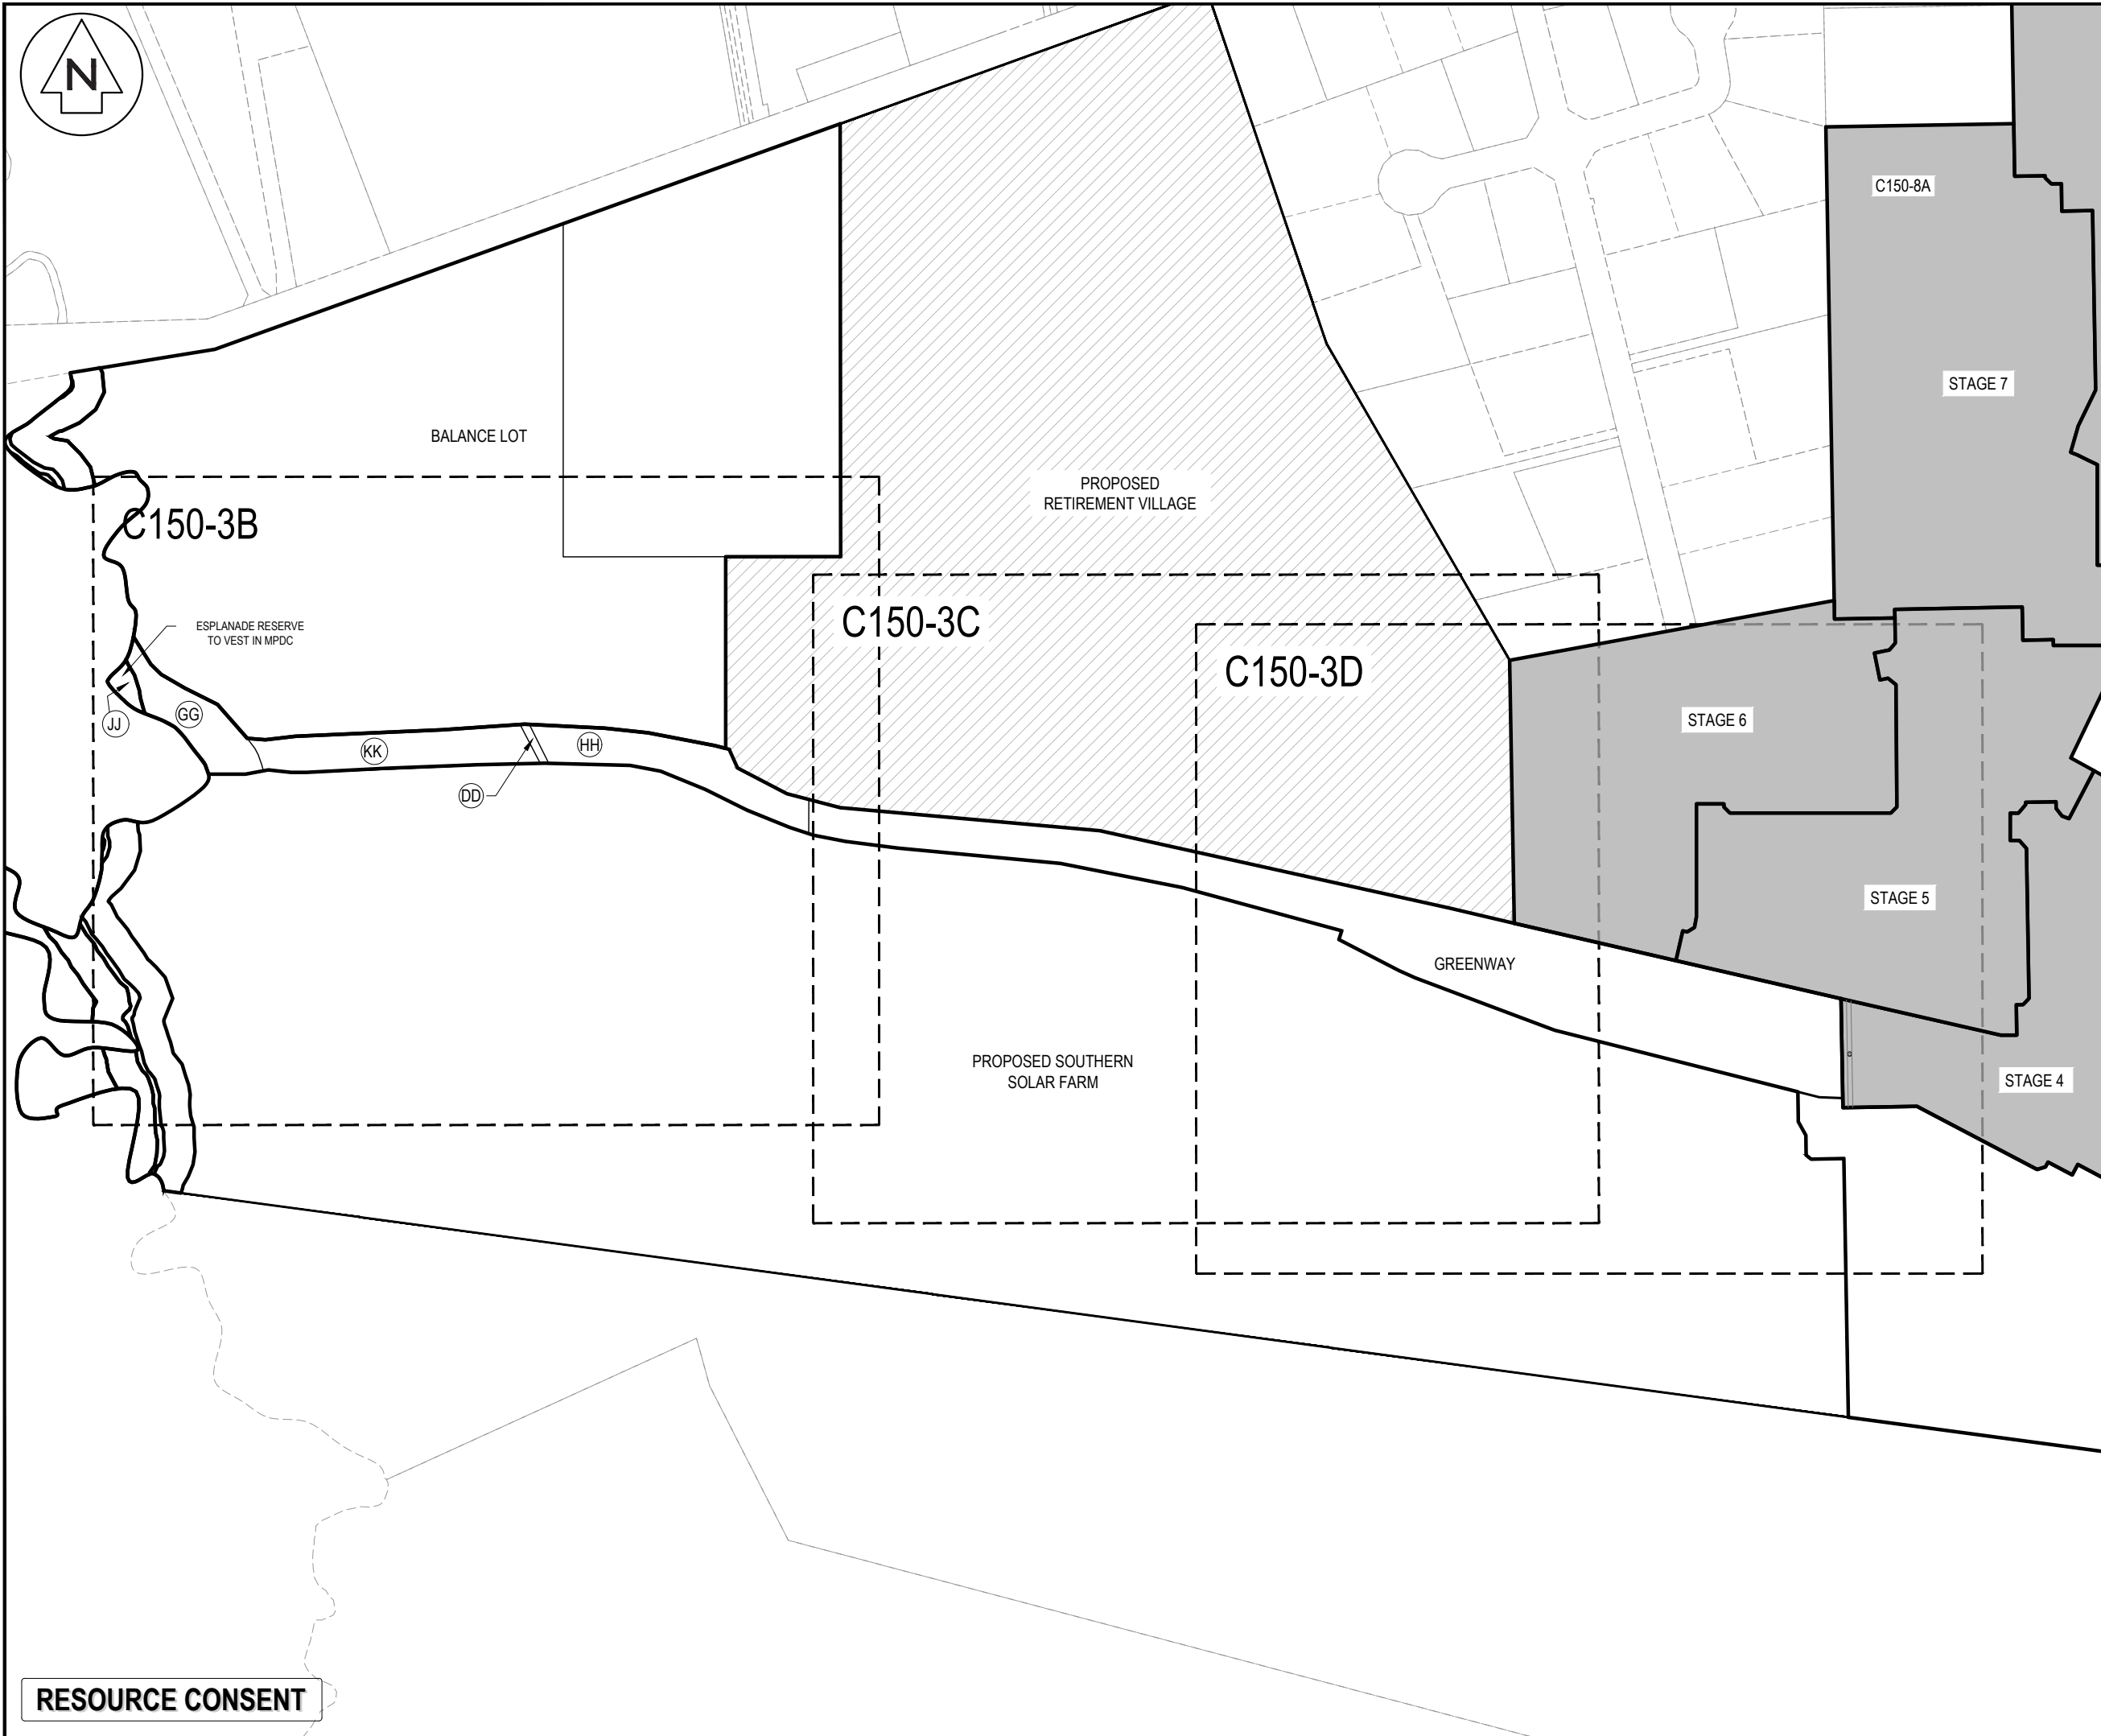 N
C150-8A
STAGE 7
BALANCE LOT
PROPOSED
RETIREMENT VILLAGE
C150-3B
C150-3C
C150-3D
ESPLANADE RESERVE
TO VEST IN MPDC
JJ
GG
KK
HH
DD
STAGE 6
STAGE 5
GREENWAY
PROPOSED SOUTHERN
SOLAR FARM
STAGE 4
RESOURCE CONSENT